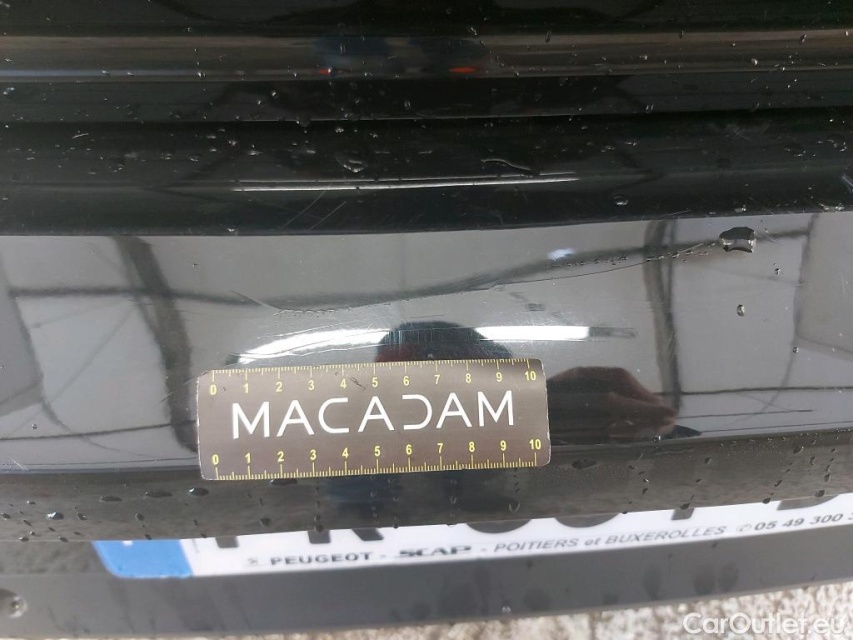 0 1 2 3 4 5 6 7 8 9 10
MACADAM
0 1 2 3 4 5 6 7 8 9 10
PEUGEOT - SCAP - POITIERS et BUXEROLLES ✆05 49 300 3
CarOutlet.eu